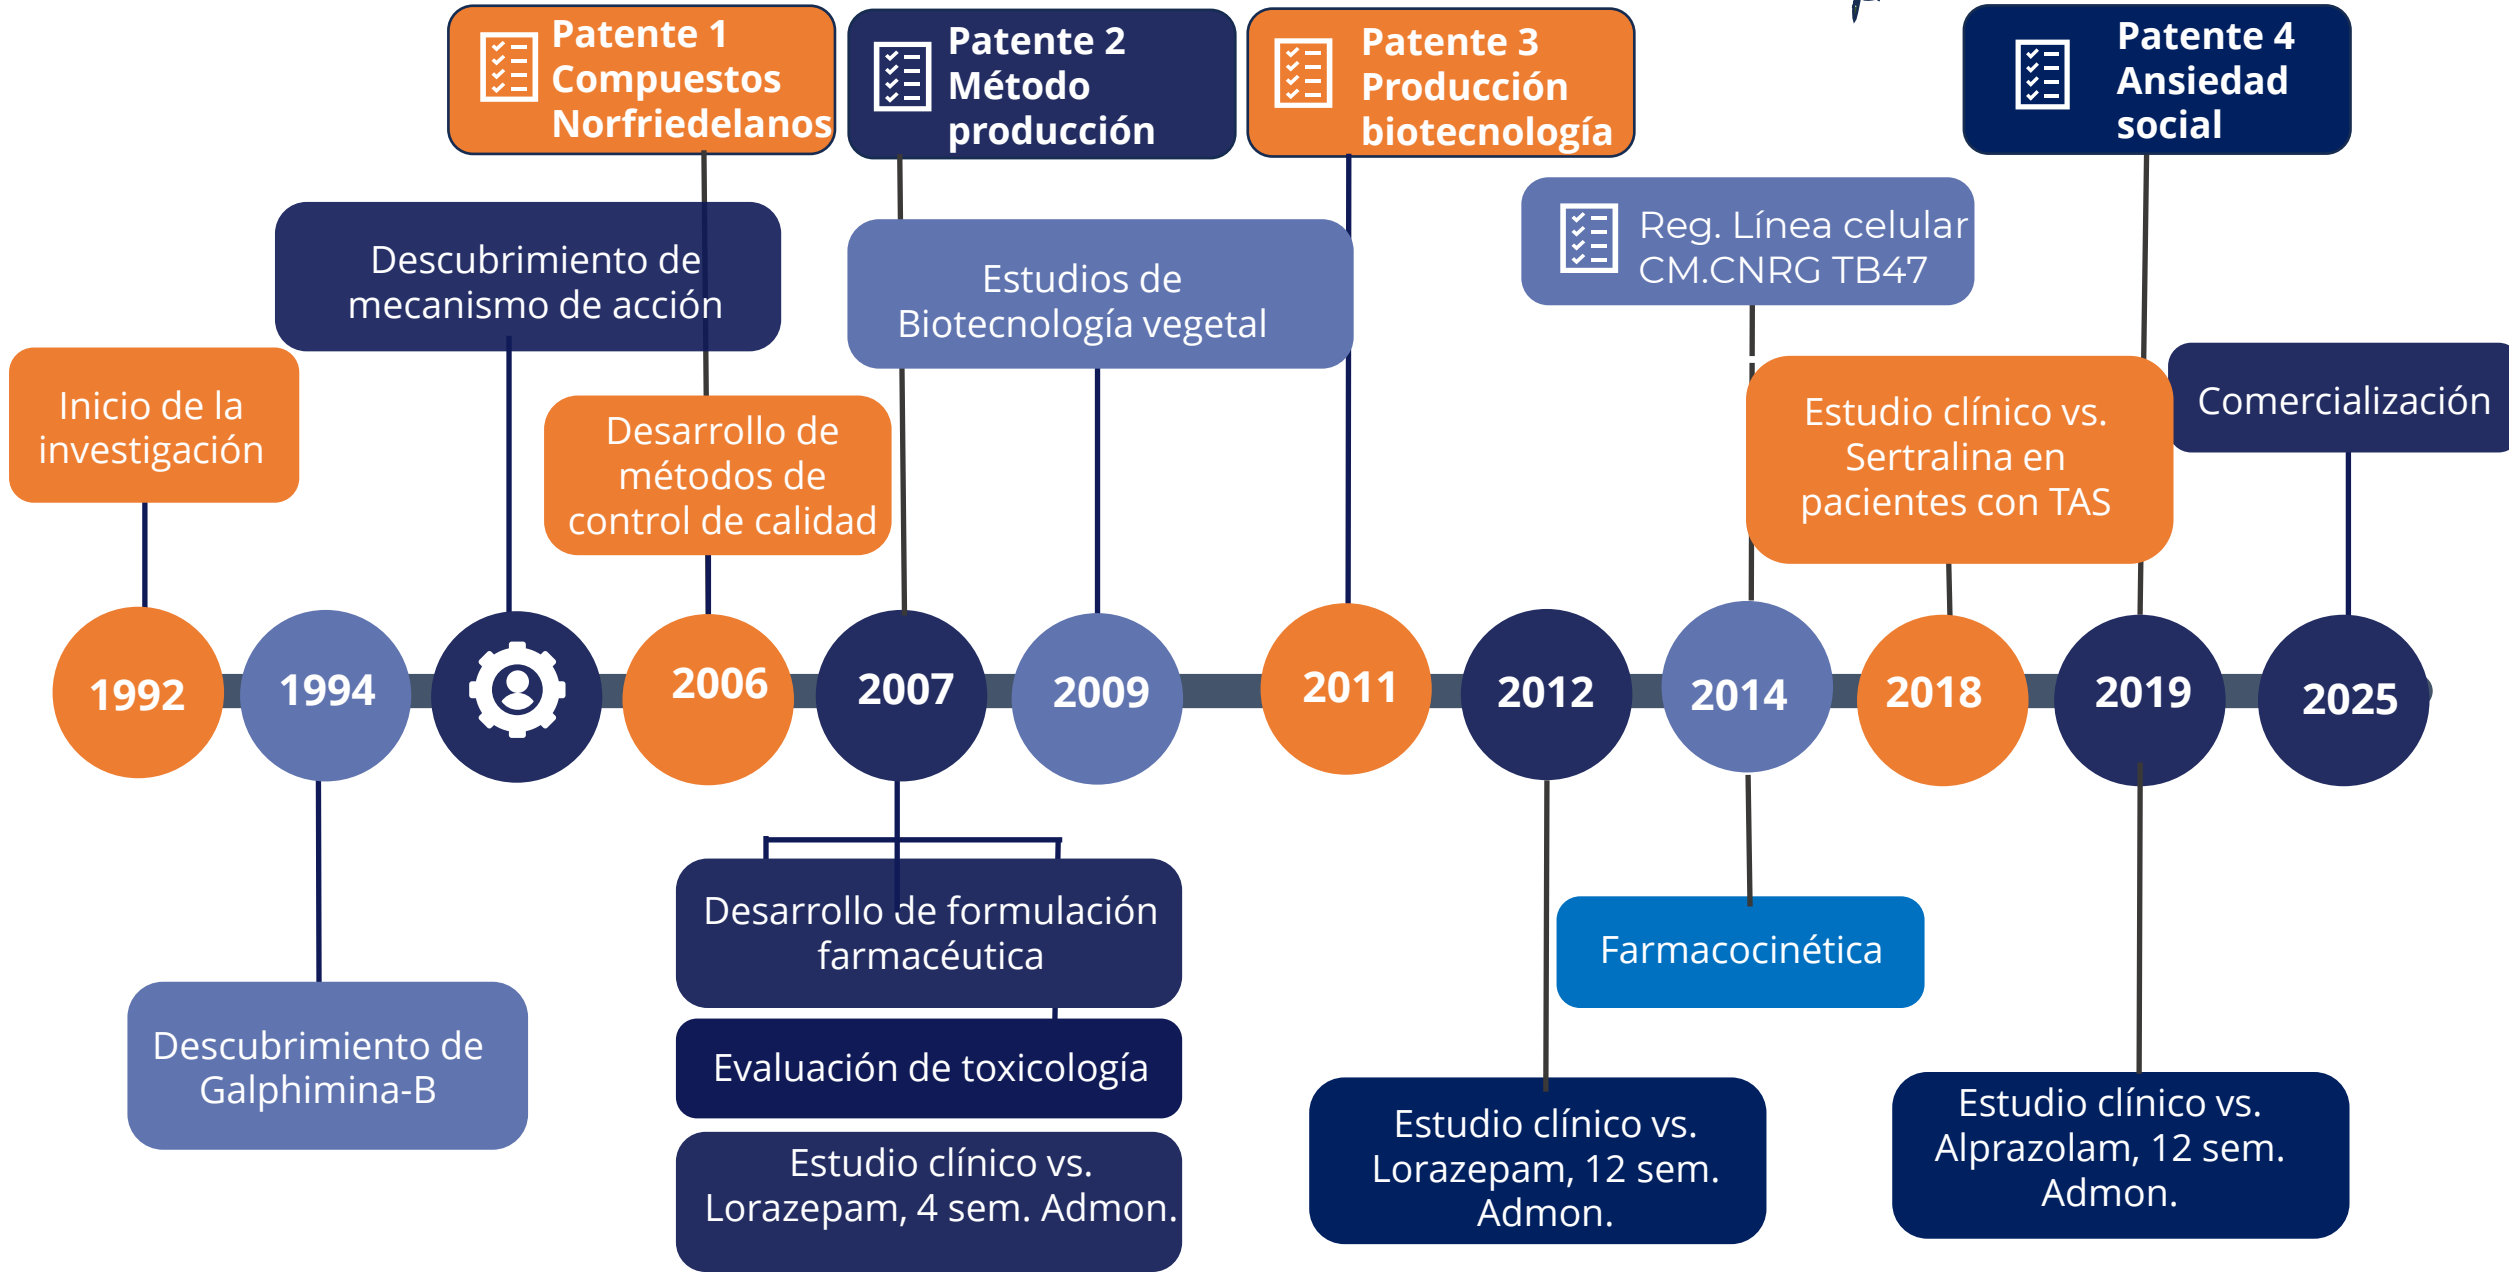 Patente 1
Compuestos
Norfriedelanos
Patente 2
Método
producción
Patente 3
Producción
biotecnología
Patente 4
Ansiedad
social
Descubrimiento de
mecanismo de acción
Estudios de
Biotecnología vegetal
Reg. Línea celular
CM.CNRG TB47
Inicio de la
investigación
Desarrollo de
métodos de
control de calidad
Estudio clínico vs.
Sertralina en
pacientes con TAS
Comercialización
1992
1994
2006
2007
2009
2011
2012
2014
2018
2019
2025
Descubrimiento de
Galphimina-B
Desarrollo de formulación
farmacéutica
Evaluación de toxicología
Estudio clínico vs.
Lorazepam, 4 sem. Admon.
Estudio clínico vs.
Lorazepam, 12 sem.
Admon.
Farmacocinética
Estudio clínico vs.
Alprazolam, 12 sem.
Admon.